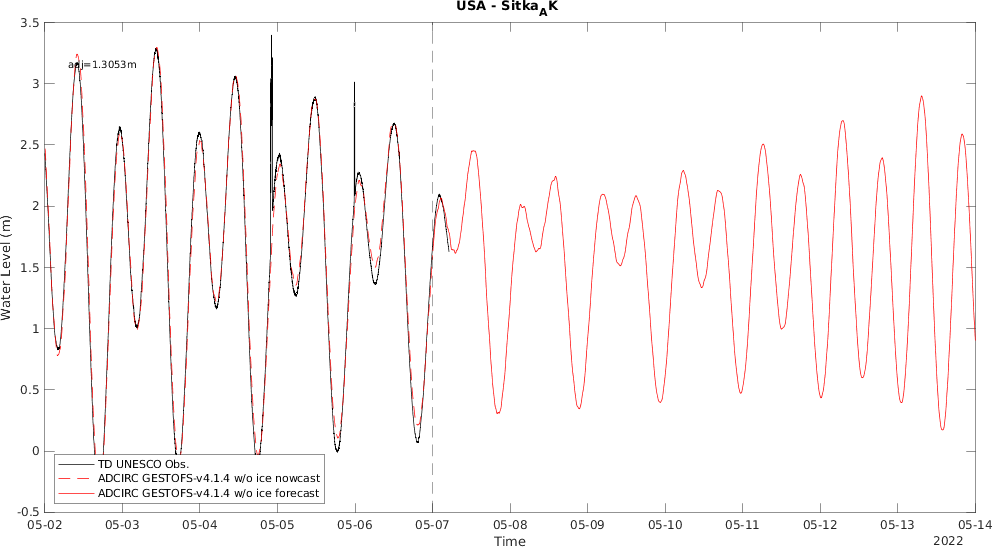 USA - Sitka_AK
adj=1.3053m
Water Level (m)
3.5
3
2.5
2
1.5
1
0.5
0
-0.5
TD UNESCO Obs.
ADCIRC GESTOFS-v4.1.4 w/o ice nowcast
ADCIRC GESTOFS-v4.1.4 w/o ice forecast
05-02 05-03 05-04 05-05 05-06 05-07 05-08 05-09 05-10 05-11 05-12 05-13 05-14
Time
2022